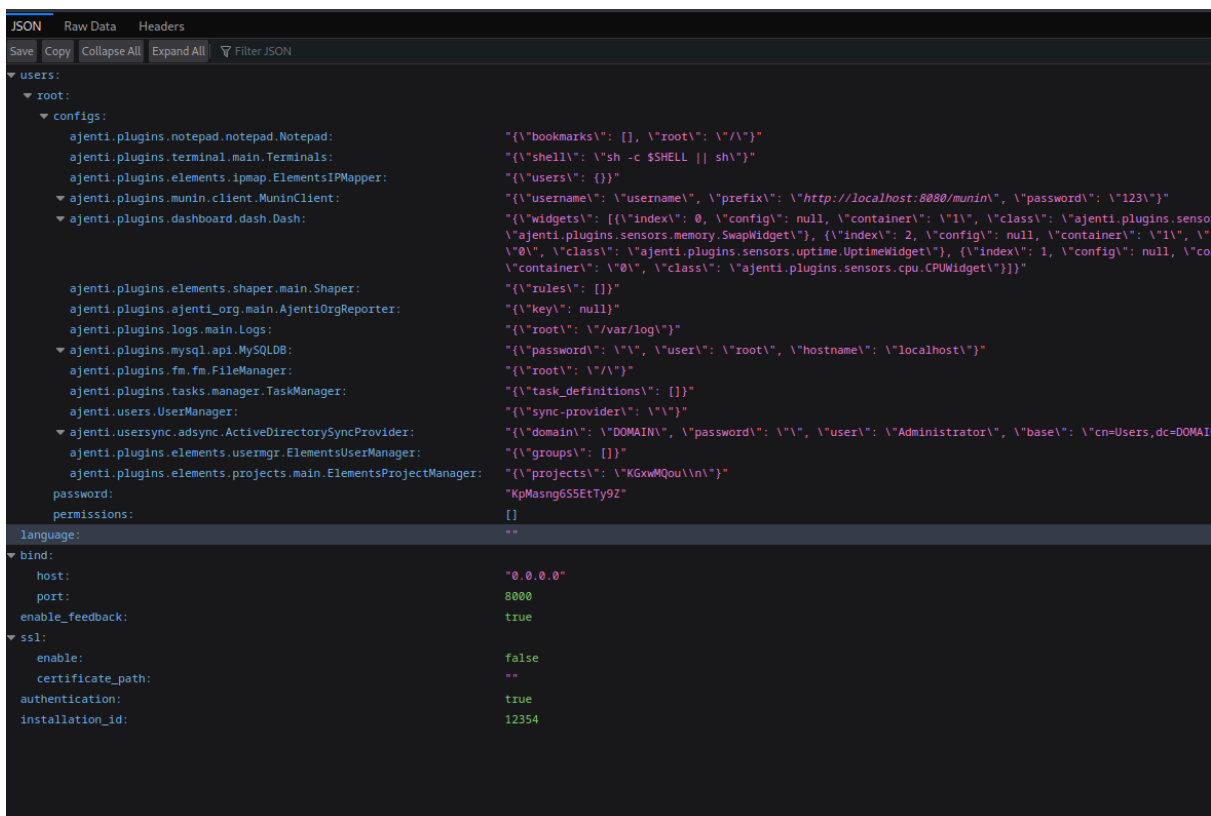 JSON Raw Data Headers
Save Copy Collapse All Expand All Filter JSON
users:
root:
configs:
ajenti.plugins.notepad.notepad.Notepad: "{\"bookmarks\": [], \"root\": \"/\"}"
ajenti.plugins.terminal.main.Terminals: "{\"shell\": \"sh -c $SHELL || sh\"}"
ajenti.plugins.elements.ipmap.ElementsIPMapper: "{\"users\": {}}"
ajenti.plugins.munin.client.MuninClient: "{\"username\": \"username\", \"prefix\": \"http://localhost:8080/munin\", \"password\": \"123\"}"
ajenti.plugins.dashboard.dash.Dash: "{\"widgets\": [{\"index\": 0, \"config\": null, \"container\": \"1\", \"class\": \"ajenti.plugins.senso
\"ajenti.plugins.sensors.memory.SwapWidget\"}, {\"index\": 2, \"config\": null, \"container\": \"1\", \"
\"0\", \"class\": \"ajenti.plugins.sensors.uptime.UptimeWidget\"}, {\"index\": 1, \"config\": null, \"co
\"container\": \"0\", \"class\": \"ajenti.plugins.sensors.cpu.CPUWidget\"}]}"
ajenti.plugins.elements.shaper.main.Shaper: "{\"rules\": []}"
ajenti.plugins.ajenti_org.main.AjentiOrgReporter: "{\"key\": null}"
ajenti.plugins.logs.main.Logs: "{\"root\": \"/var/log\"}"
ajenti.plugins.mysql.api.MySQLDB: "{\"password\": \"\", \"user\": \"root\", \"hostname\": \"localhost\"}"
ajenti.plugins.fm.fm.FileManager: "{\"root\": \"/\"}"
ajenti.plugins.tasks.manager.TaskManager: "{\"task_definitions\": []}"
ajenti.users.UserManager: "{\"sync-provider\": \"\"}"
ajenti.usersync.adsync.ActiveDirectorySyncProvider: "{\"domain\": \"DOMAIN\", \"password\": \"\", \"user\": \"Administrator\", \"base\": \"cn=Users,dc=DOMAI
ajenti.plugins.elements.usermgr.ElementsUserManager: "{\"groups\": []}"
ajenti.plugins.elements.projects.main.ElementsProjectManager: "{\"projects\": \"KGxwMQou\\n\"}"
password: "KpMasng6S5EtTy9Z"
permissions: []
language: ""
bind:
host: "0.0.0.0"
port: 8000
enable_feedback: true
ssl:
enable: false
certificate_path: ""
authentication: true
installation_id: 12354